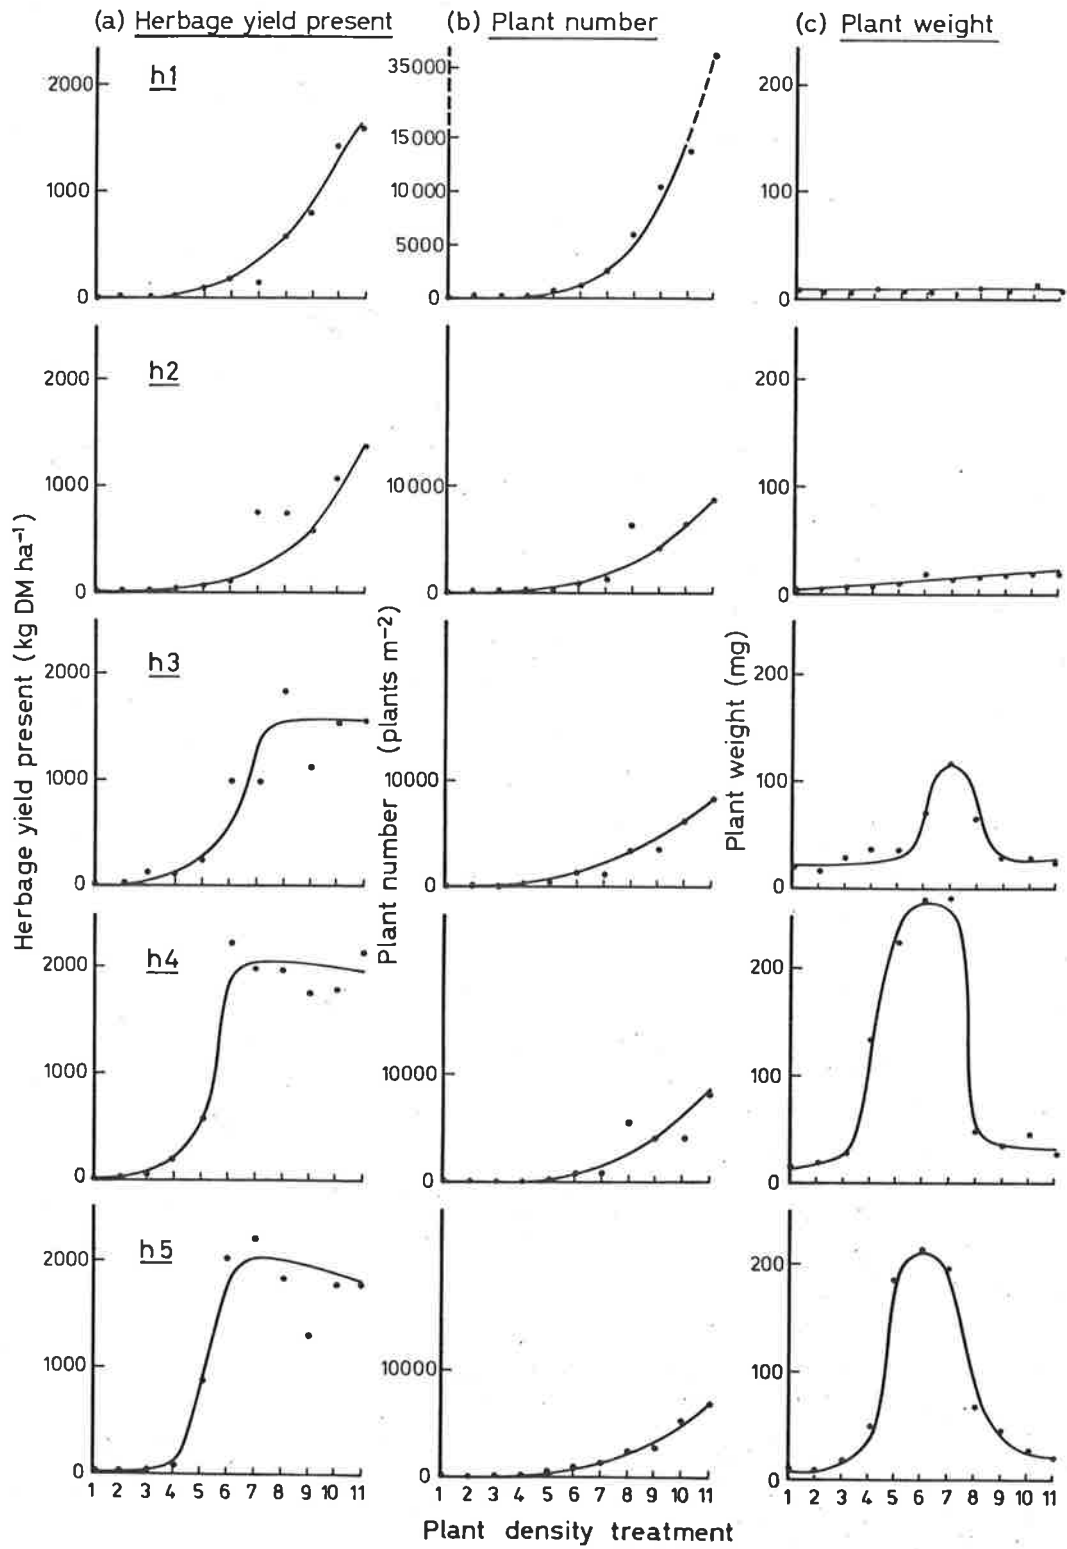 (a) Herbage yield present
(b) Plant number
(c) Plant weight
h1
2000
1000
0
35000
15000
10000
5000
0
200
100
0
h2
2000
1000
0
10000
0
200
100
0
h3
2000
1000
0
10000
0
200
100
0
h4
2000
1000
0
10000
0
200
100
0
h5
2000
1000
0
10000
0
200
100
0
1 2 3 4 5 6 7 8 9 10 11
1 2 3 4 5 6 7 8 9 10 11
1 2 3 4 5 6 7 8 9 10 11
Herbage yield present (kg DM ha⁻¹)
Plant number (plants m⁻²)
Plant weight (mg)
Plant density treatment